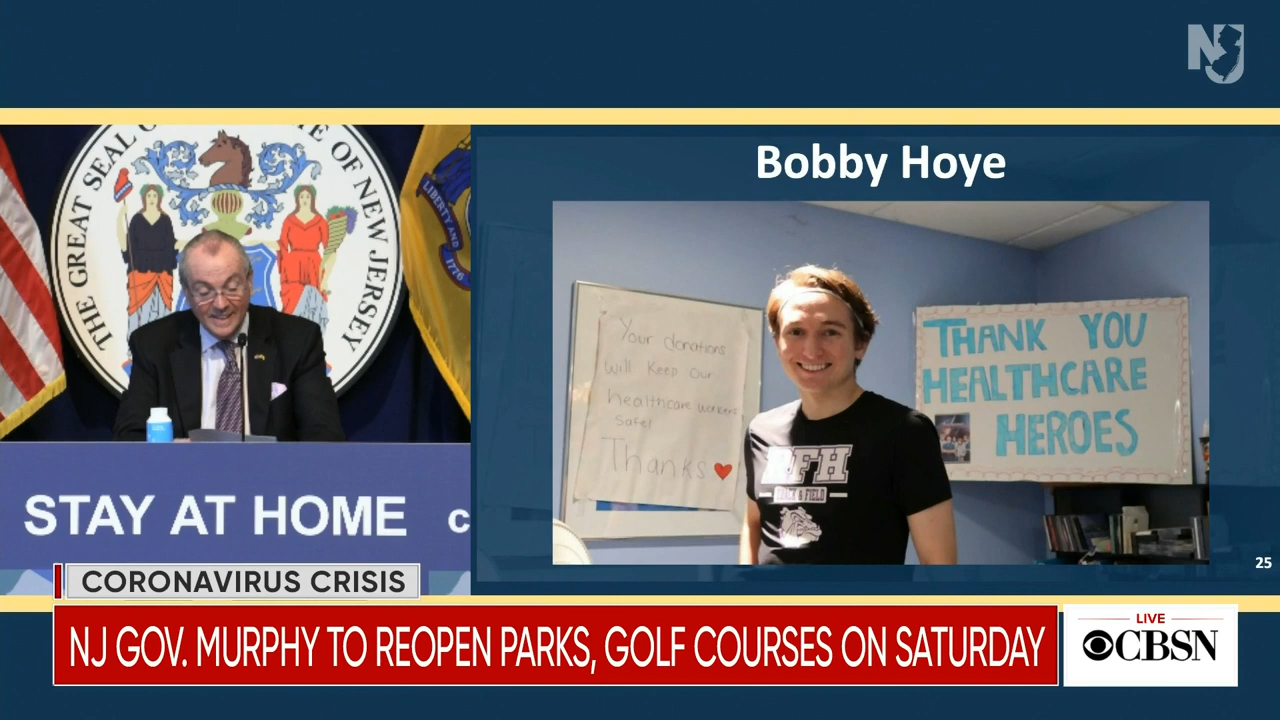 NJ
THE GREAT SEAL OF THE STATE OF NEW JERSEY
LIBERTY AND
1776
Bobby Hoye
Your donations
will keep our
healthcare workers
safe!
Thanks
RFH
TRACK & FIELD
THANK YOU
HEALTHCARE
HEROES
STAY AT HOME
C
25
CORONAVIRUS CRISIS
NJ GOV. MURPHY TO REOPEN PARKS, GOLF COURSES ON SATURDAY
LIVE
CBSN